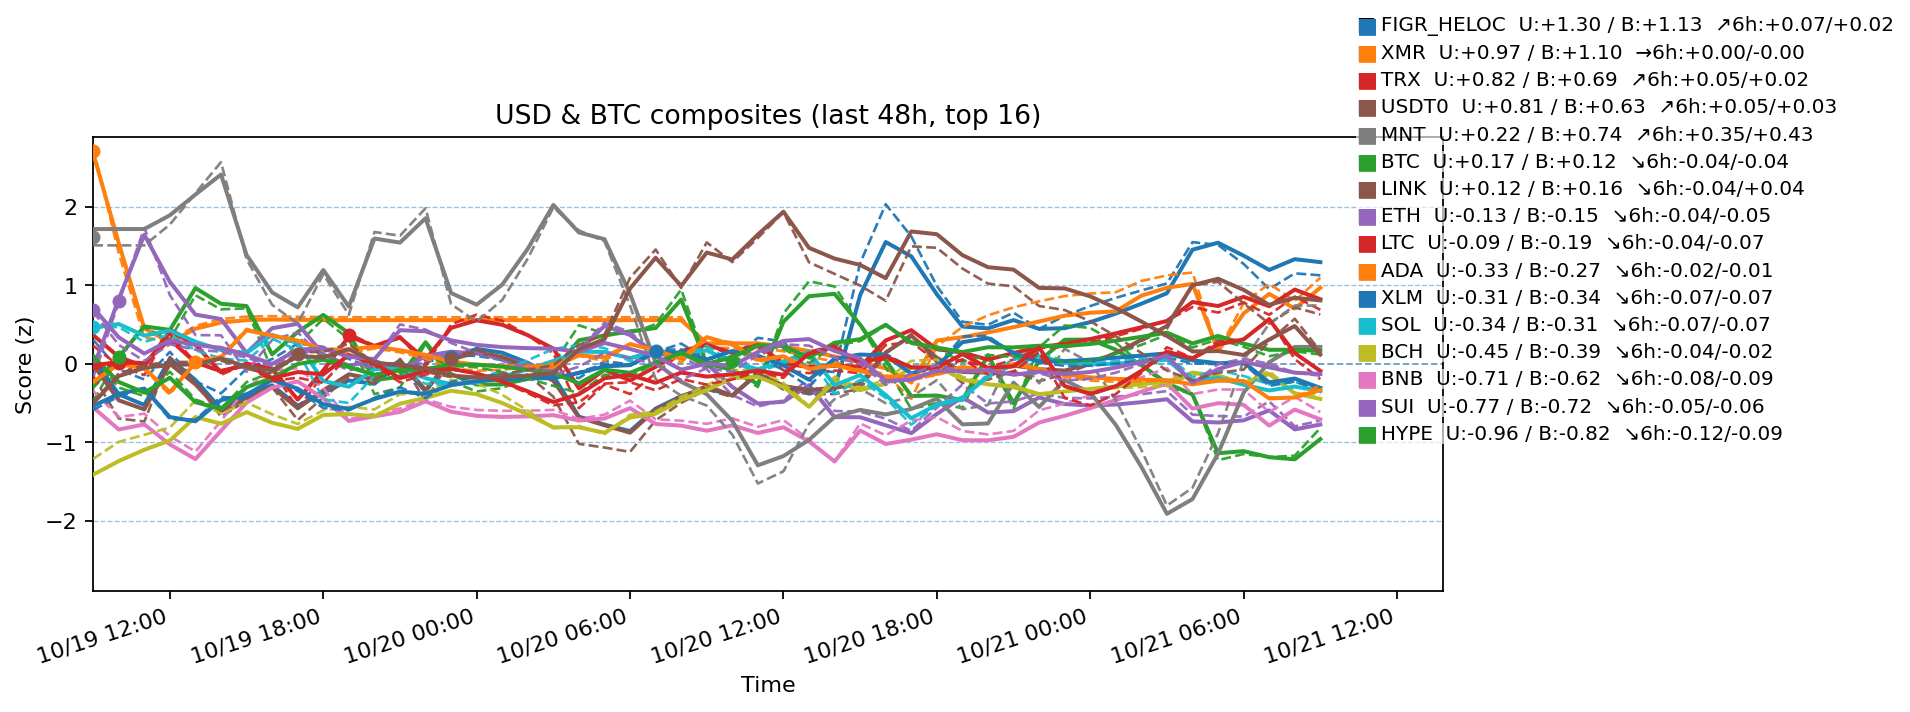 FIGR_HELOC U:+1.30 / B:+1.13 ↗6h:+0.07/+0.02
XMR U:+0.97 / B:+1.10 →6h:+0.00/-0.00
TRX U:+0.82 / B:+0.69 ↗6h:+0.05/+0.02
USDT0 U:+0.81 / B:+0.63 ↗6h:+0.05/+0.03
MNT U:+0.22 / B:+0.74 ↗6h:+0.35/+0.43
BTC U:+0.17 / B:+0.12 ↘6h:-0.04/-0.04
LINK U:+0.12 / B:+0.16 ↘6h:-0.04/+0.04
ETH U:-0.13 / B:-0.15 ↘6h:-0.04/-0.05
LTC U:-0.09 / B:-0.19 ↘6h:-0.04/-0.07
ADA U:-0.33 / B:-0.27 ↘6h:-0.02/-0.01
XLM U:-0.31 / B:-0.34 ↘6h:-0.07/-0.07
SOL U:-0.34 / B:-0.31 ↘6h:-0.07/-0.07
BCH U:-0.45 / B:-0.39 ↘6h:-0.04/-0.02
BNB U:-0.71 / B:-0.62 ↘6h:-0.08/-0.09
SUI U:-0.77 / B:-0.72 ↘6h:-0.05/-0.06
HYPE U:-0.96 / B:-0.82 ↘6h:-0.12/-0.09
USD & BTC composites (last 48h, top 16)
Score (z)
2
1
0
−1
−2
10/19 12:00
10/19 18:00
10/20 00:00
10/20 06:00
10/20 12:00
10/20 18:00
10/21 00:00
10/21 06:00
10/21 12:00
Time